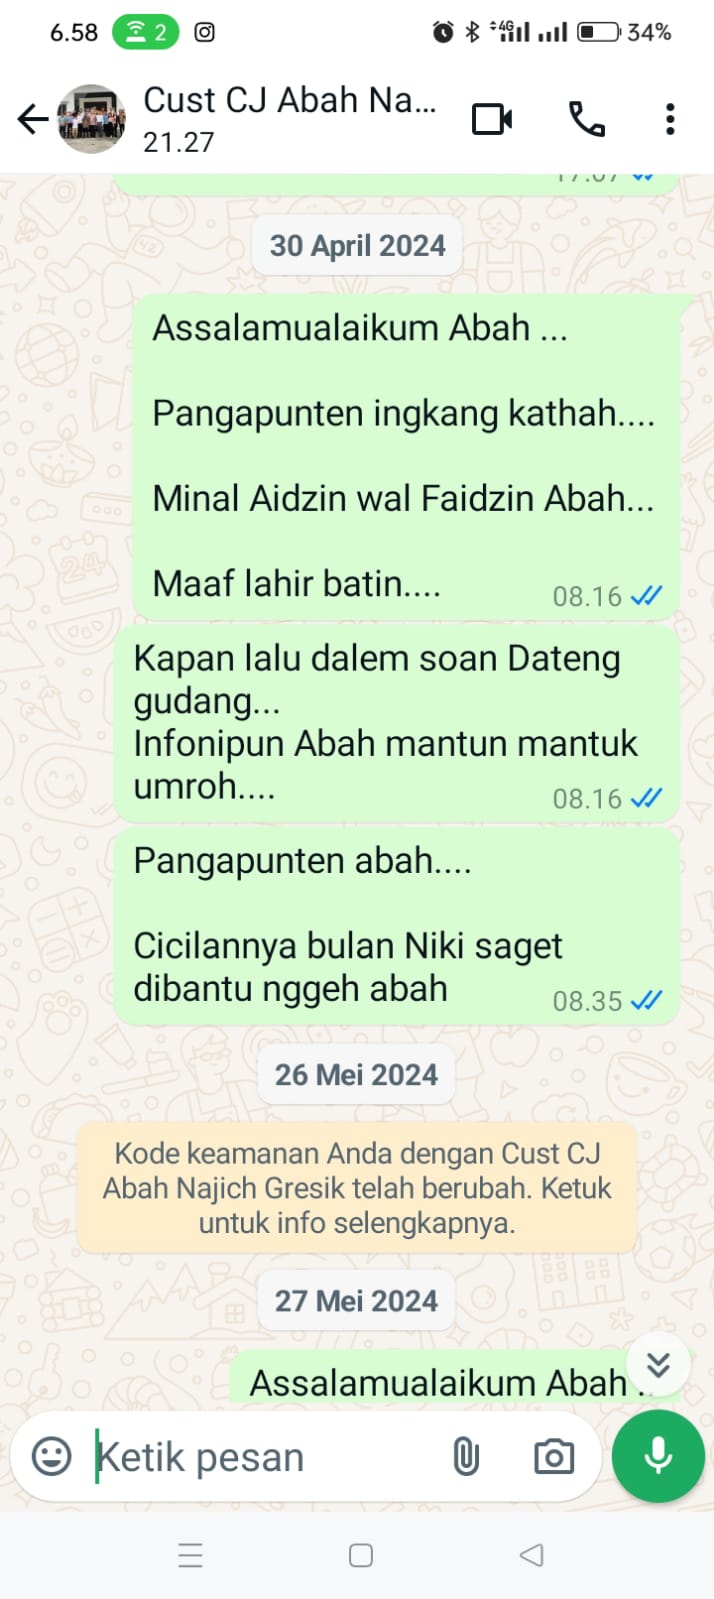 6.58 2 4G 34%
Cust CJ Abah Na...
21.27
17.07
30 April 2024
Assalamualaikum Abah ...
Pangapunten ingkang kathah....
Minal Aidzin wal Faidzin Abah...
Maaf lahir batin....
08.16
Kapan lalu dalem soan Dateng
gudang...
Infonipun Abah mantun mantuk
umroh....
08.16
Pangapunten abah....
Cicilannya bulan Niki saget
dibantu nggeh abah
08.35
26 Mei 2024
Kode keamanan Anda dengan Cust CJ
Abah Najich Gresik telah berubah. Ketuk
untuk info selengkapnya.
27 Mei 2024
Assalamualaikum Abah ..
Ketik pesan